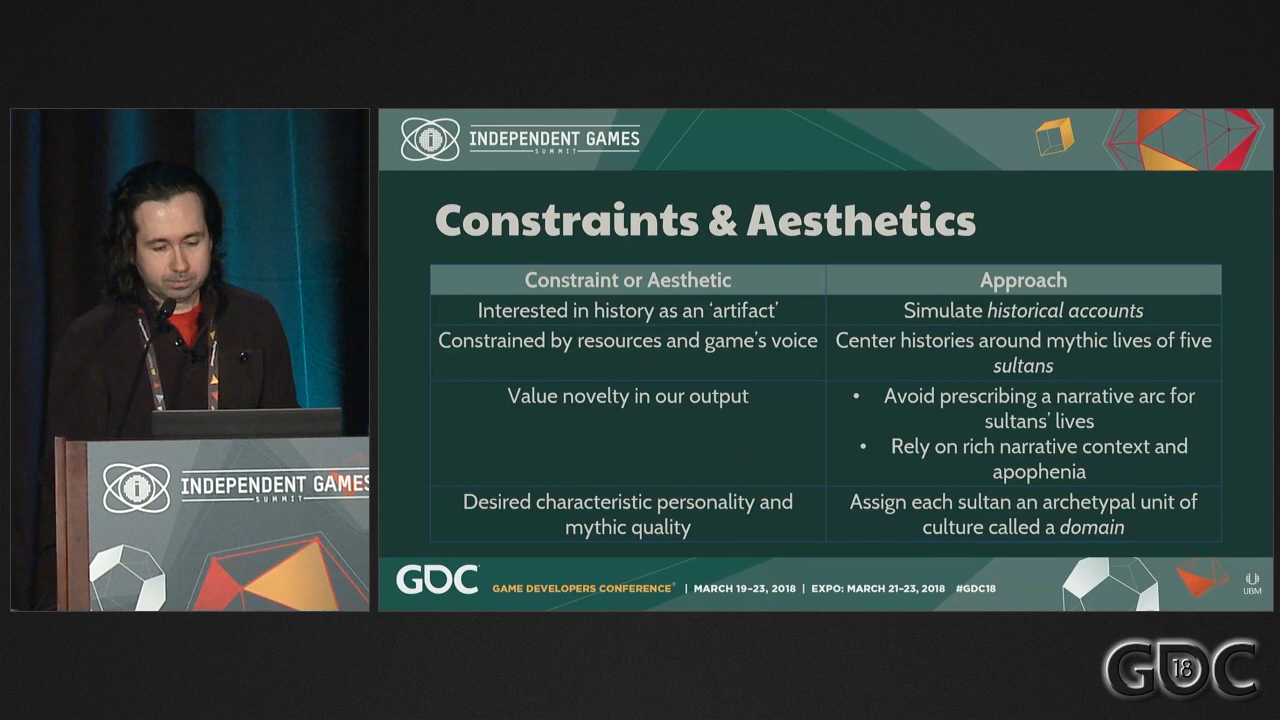 INDEPENDENT GAMES
SUMMIT
Constraints & Aesthetics
Constraint or Aesthetic
Approach
Interested in history as an ‘artifact’
Simulate historical accounts
Constrained by resources and game’s voice
Center histories around mythic lives of five
sultans
Value novelty in our output
• Avoid prescribing a narrative arc for
sultans’ lives
• Rely on rich narrative context and
apophenia
Desired characteristic personality and
mythic quality
Assign each sultan an archetypal unit of
culture called a domain
INDEPENDENT GAMES
SUMMIT
GDC GAME DEVELOPERS CONFERENCE® | MARCH 19–23, 2018 | EXPO: MARCH 21–23, 2018 #GDC18
UBM
GDC 18